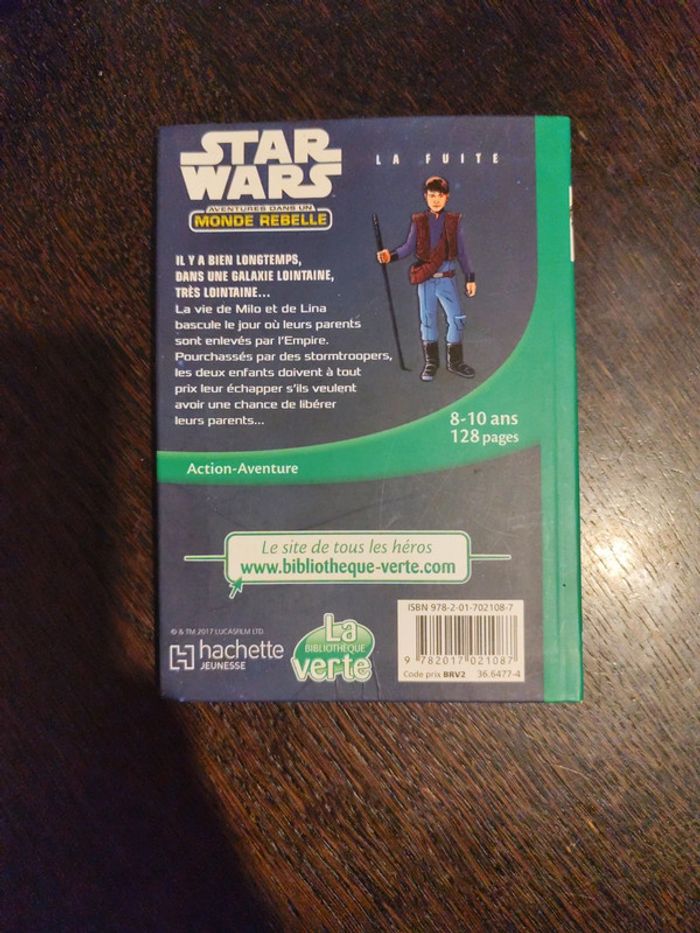 STAR
WARS
AVENTURES DANS UN
MONDE REBELLE
LA FUITE
IL Y A BIEN LONGTEMPS,
DANS UNE GALAXIE LOINTAINE,
TRÈS LOINTAINE...
La vie de Milo et de Lina
bascule le jour où leurs parents
sont enlevés par l'Empire.
Pourchassés par des stormtroopers,
les deux enfants doivent à tout
prix leur échapper s'ils veulent
avoir une chance de libérer
leurs parents...
8-10 ans
128 pages
Action-Aventure
Le site de tous les héros
www.bibliotheque-verte.com
© & TM 2017 LUCASFILM LTD.
hachette
JEUNESSE
La
BIBLIOTHÈQUE
verte
ISBN 978-2-01-702108-7
9 782017 021087
Code prix BRV2 36.6477-4